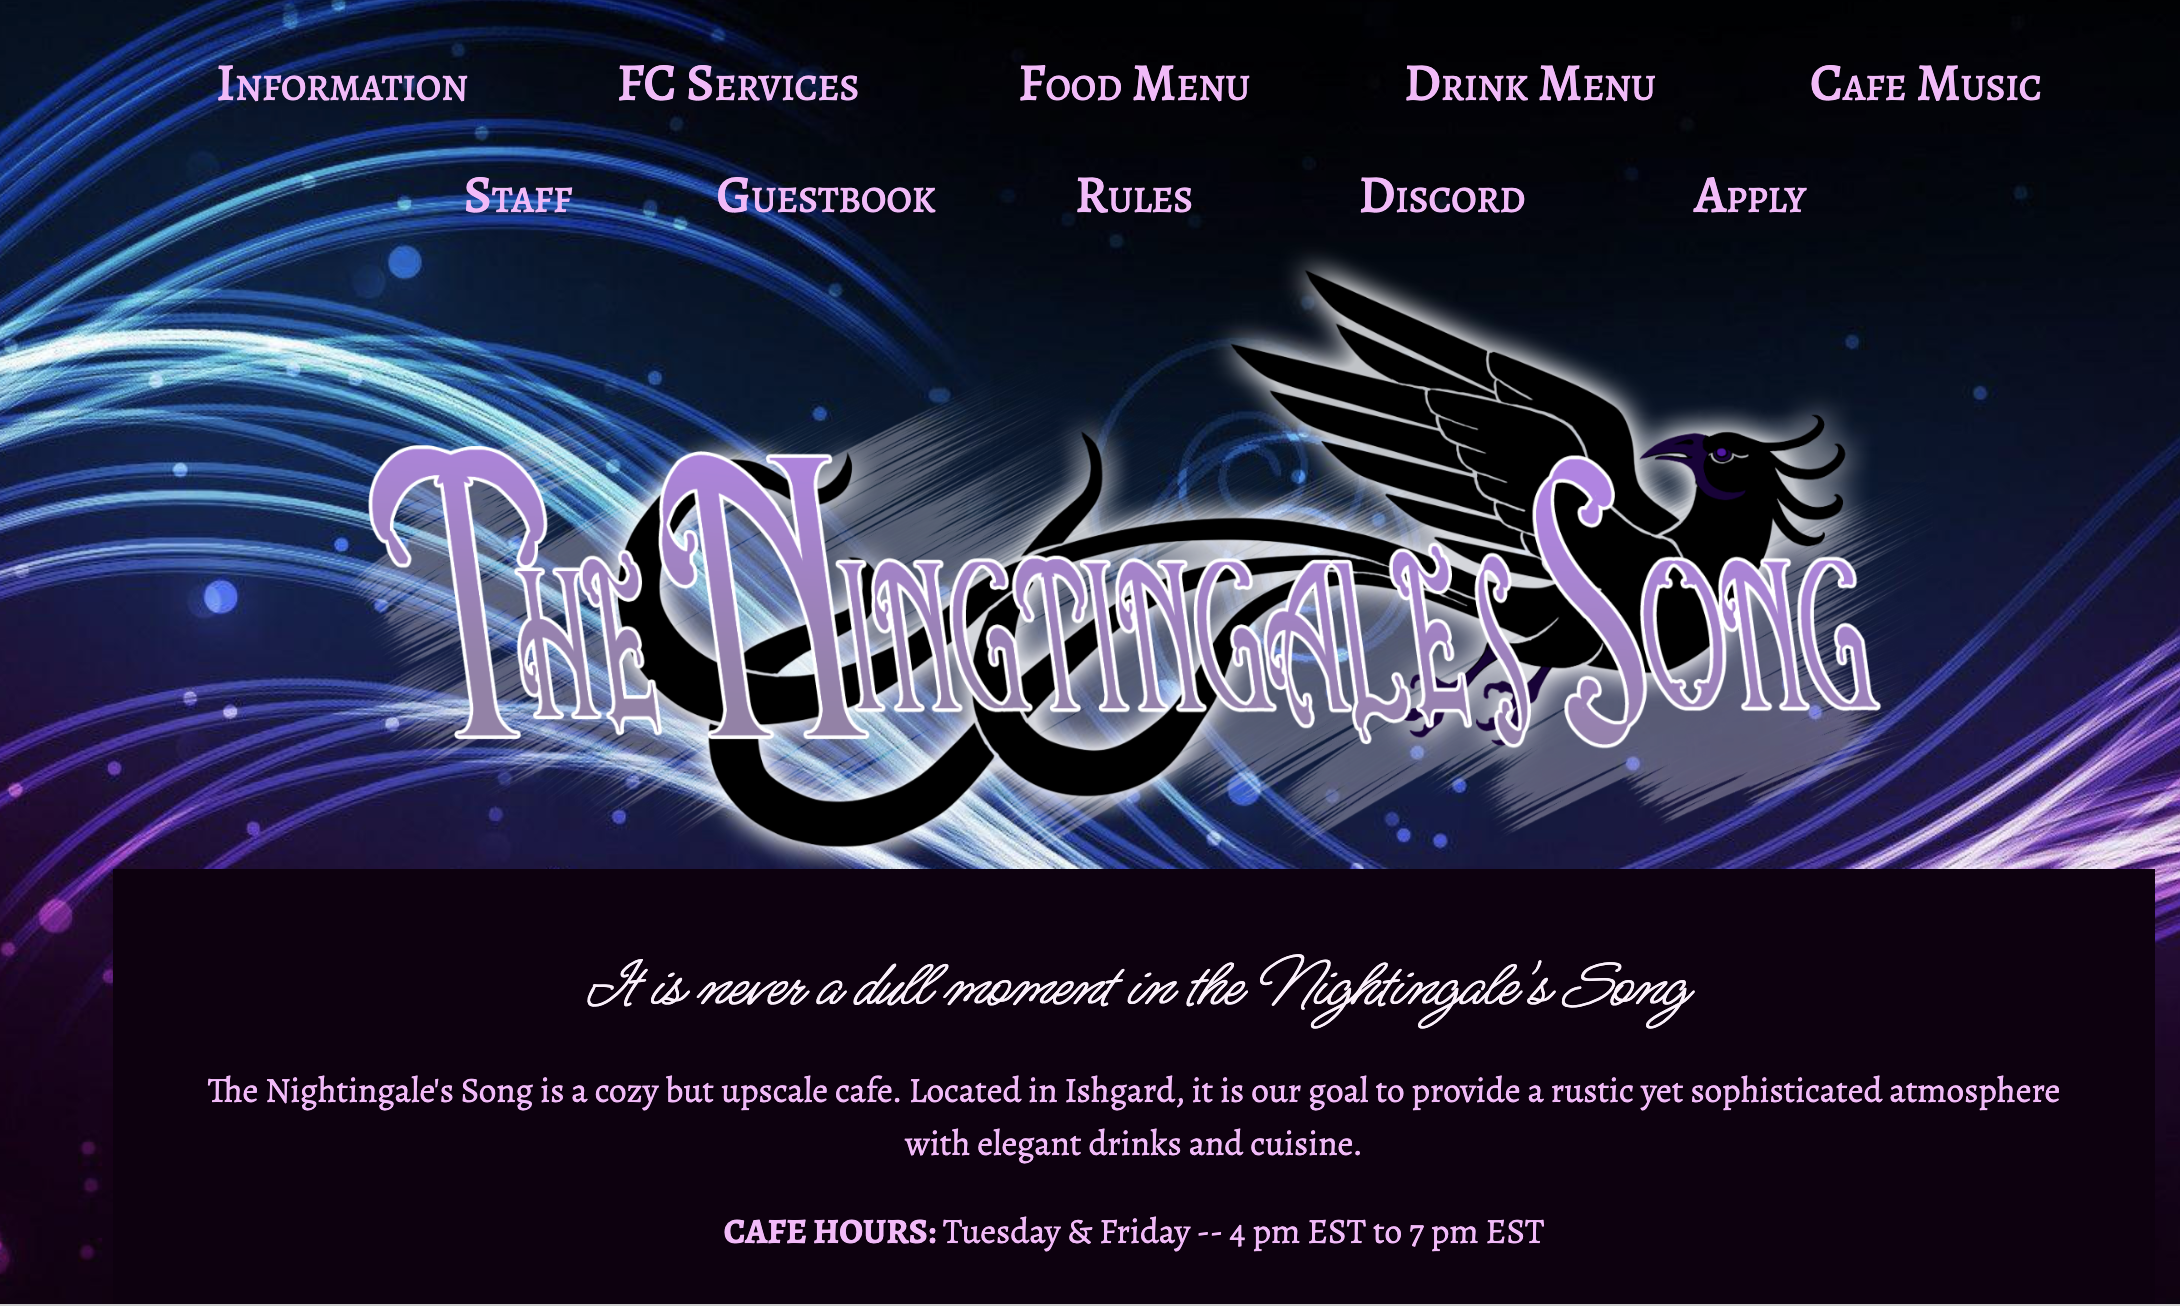 Information FC Services Food Menu Drink Menu Cafe Music
Staff Guestbook Rules Discord Apply
The Ningtingales Song
It is never a dull moment in the Nightingale's Song
The Nightingale's Song is a cozy but upscale cafe. Located in Ishgard, it is our goal to provide a rustic yet sophisticated atmosphere
with elegant drinks and cuisine.
CAFE HOURS: Tuesday & Friday -- 4 pm EST to 7 pm EST